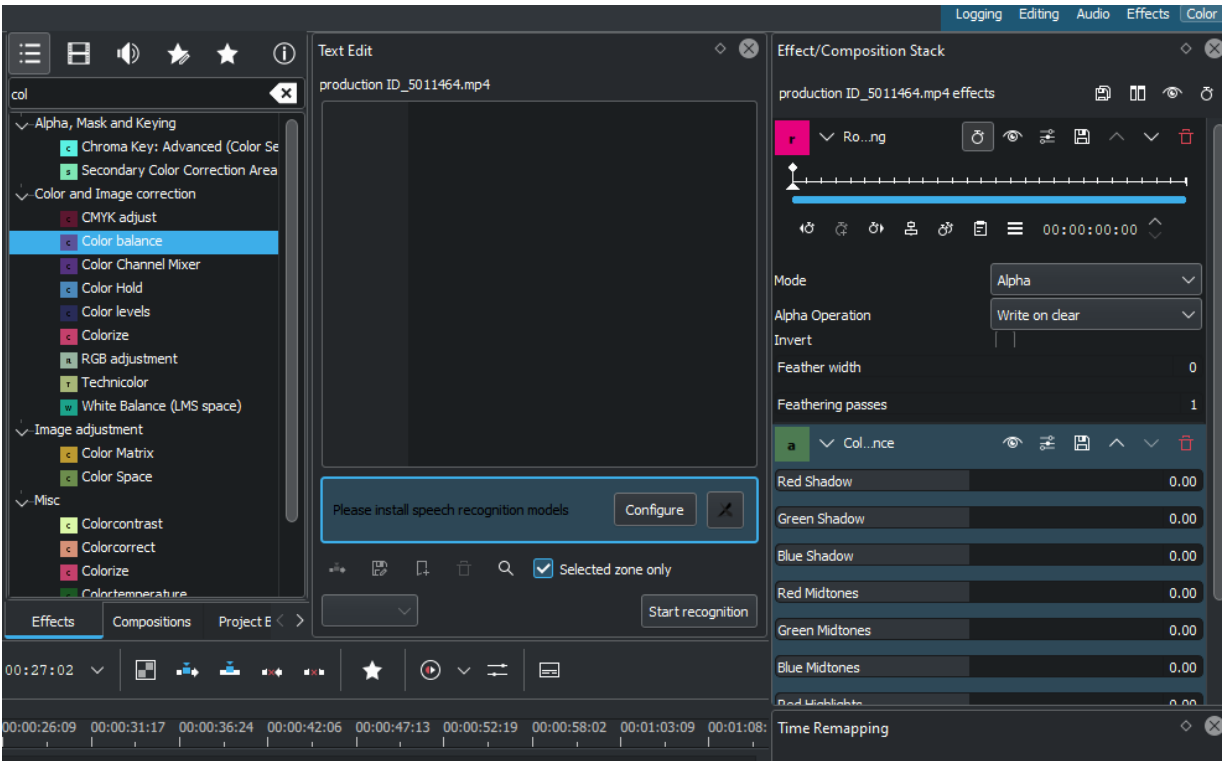 Logging Editing Audio Effects Color
col
Alpha, Mask and Keying
c Chroma Key: Advanced (Color Se
s Secondary Color Correction Area
Color and Image correction
c CMYK adjust
c Color balance
c Color Channel Mixer
c Color Hold
c Color levels
c Colorize
R RGB adjustment
T Technicolor
W White Balance (LMS space)
Image adjustment
c Color Matrix
c Color Space
Misc
c Colorcontrast
c Colorcorrect
c Colorize
c Colortemperature
Effects Compositions Project B
Text Edit
production ID_5011464.mp4
Please install speech recognition models Configure
Selected zone only
Start recognition
Effect/Composition Stack
production ID_5011464.mp4 effects
r Ro...ng
00:00:00:00
Mode Alpha
Alpha Operation Write on clear
Invert
Feather width 0
Feathering passes 1
a Col...nce
Red Shadow 0.00
Green Shadow 0.00
Blue Shadow 0.00
Red Midtones 0.00
Green Midtones 0.00
Blue Midtones 0.00
Red Highlights 0.00
Time Remapping
00:27:02
00:00:26:09 00:00:31:17 00:00:36:24 00:00:42:06 00:00:47:13 00:00:52:19 00:00:58:02 00:01:03:09 00:01:08: